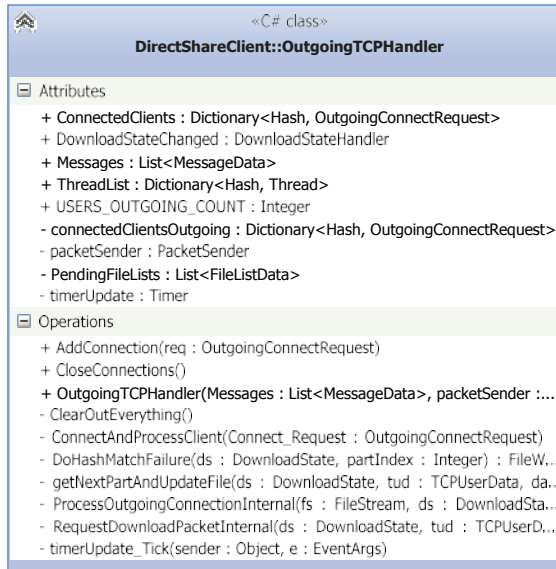 «C# class»
DirectShareClient::OutgoingTCPHandler
Attributes
+ ConnectedClients : Dictionary<Hash, OutgoingConnectRequest>
+ DownloadStateChanged : DownloadStateHandler
+ Messages : List<MessageData>
+ ThreadList : Dictionary<Hash, Thread>
+ USERS_OUTGOING_COUNT : Integer
- connectedClientsOutgoing : Dictionary<Hash, OutgoingConnectRequest>
- packetSender : PacketSender
- PendingFileLists : List<FileListData>
- timerUpdate : Timer
Operations
+ AddConnection(req : OutgoingConnectRequest)
+ CloseConnections()
+ OutgoingTCPHandler(Messages : List<MessageData>, packetSender :...
- ClearOutEverything()
- ConnectAndProcessClient(Connect_Request : OutgoingConnectRequest)
- DoHashMatchFailure(ds : DownloadState, partIndex : Integer) : FileW...
- getNextPartAndUpdateFile(ds : DownloadState, tud : TCPUserData, da...
- ProcessOutgoingConnectionInternal(fs : FileStream, ds : DownloadSta...
- RequestDownloadPacketInternal(ds : DownloadState, tud : TCPUserD...
- timerUpdate_Tick(sender : Object, e : EventArgs)